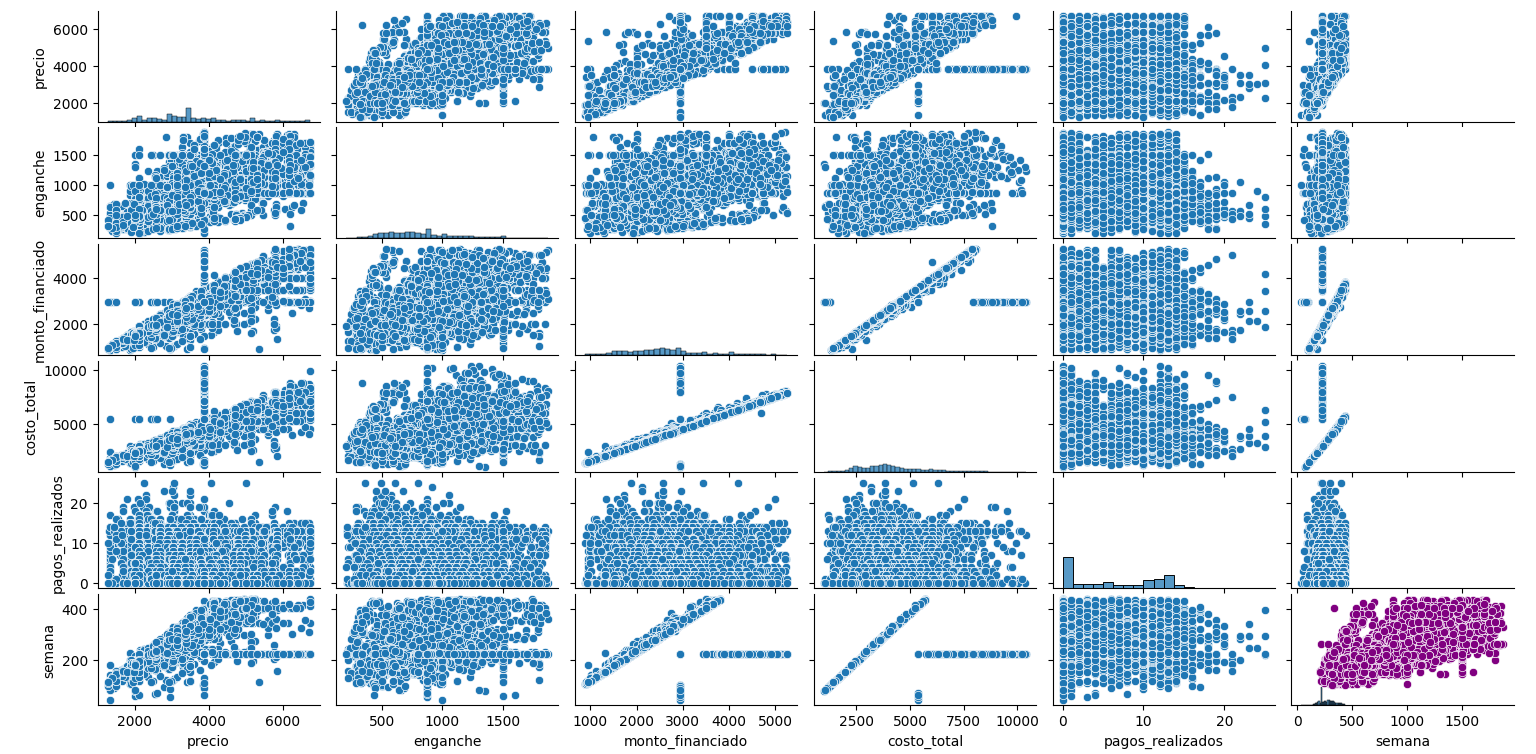 6000
4000
2000
precio
1500
1000
500
enganche
4000
2000
monto_financiado
10000
5000
costo_total
20
10
0
pagos_realizados
400
200
semana
2000 4000 6000
500 1000 1500
1000 2000 3000 4000 5000
2500 5000 7500 10000
0 10 20
0 500 1000 1500
precio enganche monto_financiado costo_total pagos_realizados semana